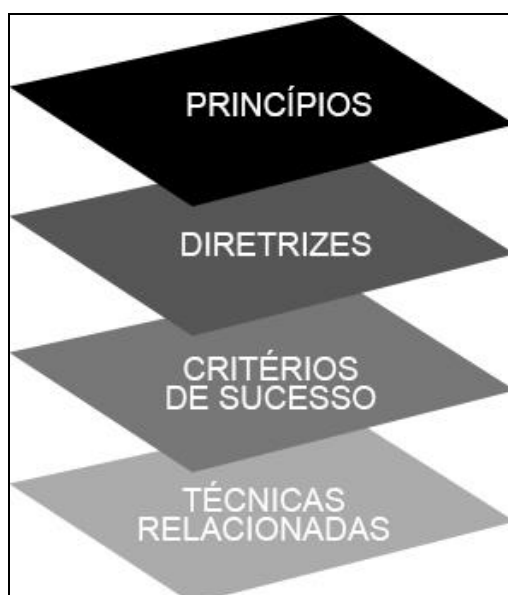 PRINCÍPIOS
DIRETRIZES
CRITÉRIOS
DE SUCESSO
TÉCNICAS
RELACIONADAS